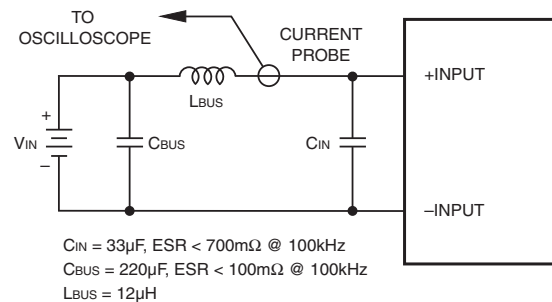 TO
OSCILLOSCOPE
CURRENT
PROBE
+INPUT
LBUS
+
VIN
–
CBUS
CIN
–INPUT
CIN = 33µF, ESR < 700mΩ @ 100kHz
CBUS = 220µF, ESR < 100mΩ @ 100kHz
LBUS = 12µH